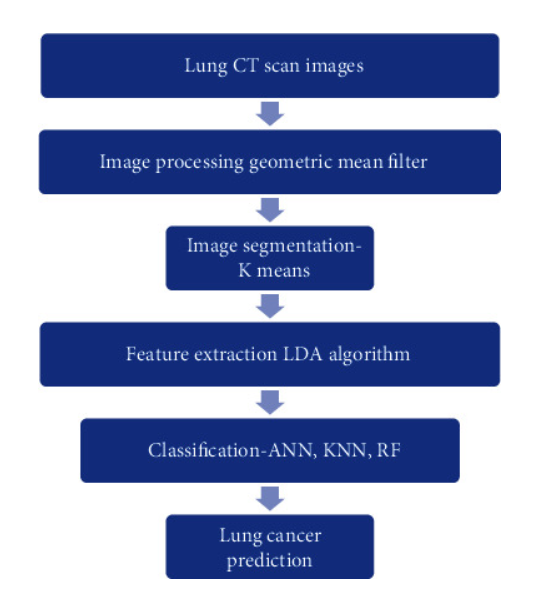 Lung CT scan images
Image processing geometric mean filter
Image segmentation-
K means
Feature extraction LDA algorithm
Classification-ANN, KNN, RF
Lung cancer
prediction